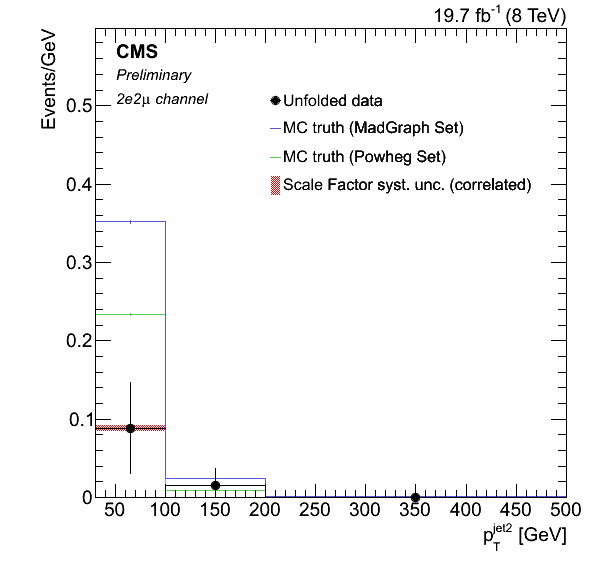 19.7 fb⁻¹ (8 TeV)
CMS
Preliminary
2e2μ channel
Unfolded data
MC truth (MadGraph Set)
MC truth (Powheg Set)
Scale Factor syst. unc. (correlated)
Events/GeV
0.5
0.4
0.3
0.2
0.1
0
50 100 150 200 250 300 350 400 450 500
p_T^jet2 [GeV]